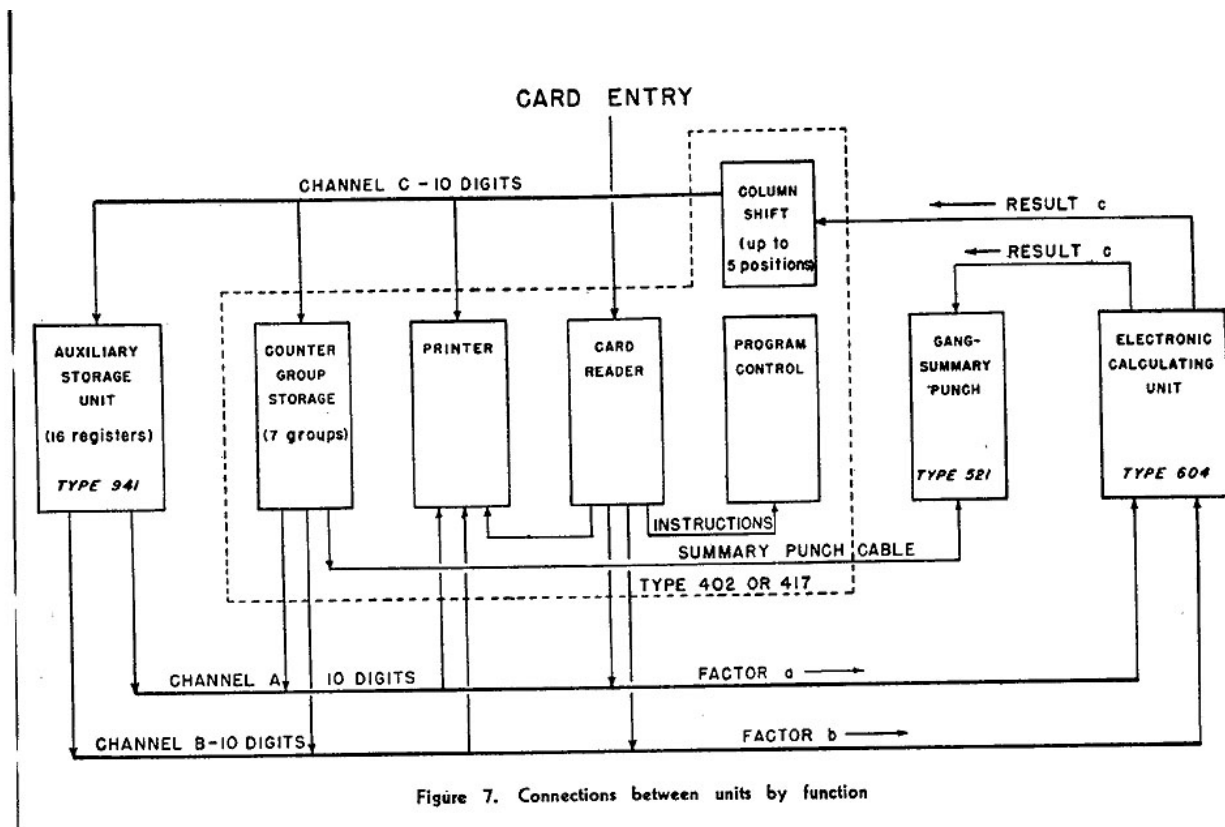 CARD ENTRY
CHANNEL C - 10 DIGITS
COLUMN
SHIFT
(up to
5 positions)
RESULT c
RESULT c
AUXILIARY
STORAGE
UNIT
(16 registers)
TYPE 941
COUNTER
GROUP
STORAGE
(7 groups)
PRINTER
CARD
READER
PROGRAM
CONTROL
GANG-
SUMMARY
PUNCH
TYPE 521
ELECTRONIC
CALCULATING
UNIT
TYPE 604
INSTRUCTIONS
SUMMARY PUNCH CABLE
TYPE 402 OR 417
CHANNEL A 10 DIGITS
FACTOR a
CHANNEL B-10 DIGITS
FACTOR b
Figure 7. Connections between units by function